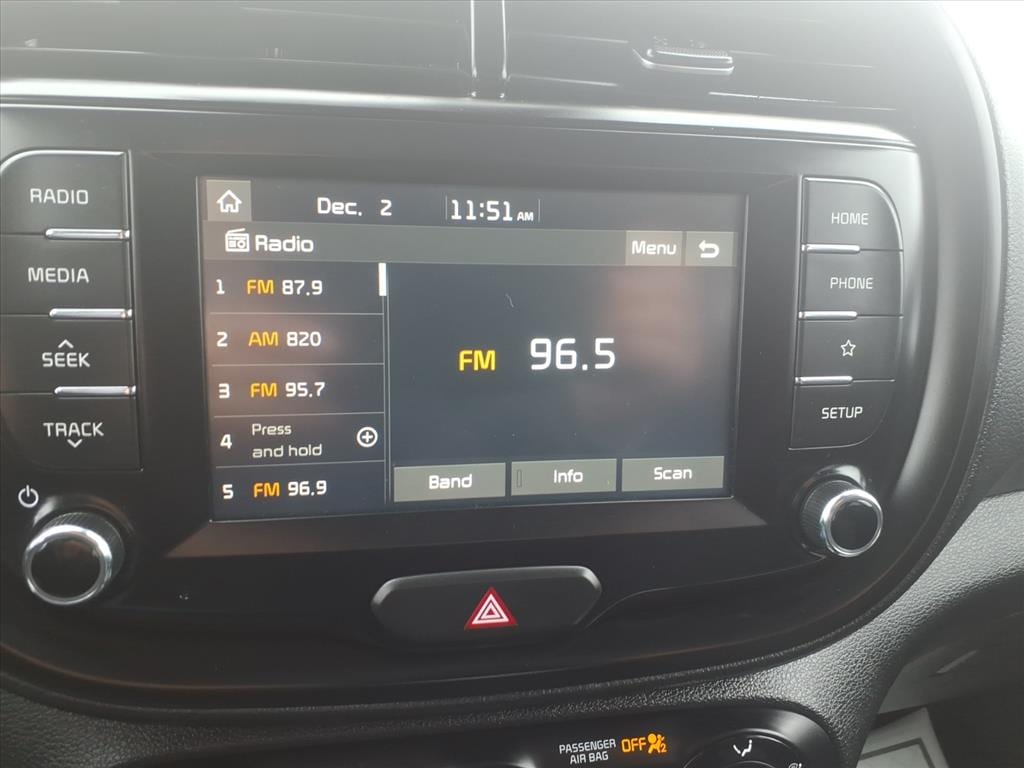 RADIO
MEDIA
SEEK
TRACK
Dec. 2 11:51 AM
Radio Menu
1 FM 87.9
2 AM 820
3 FM 95.7
4 Press
and hold
5 FM 96.9
FM 96.5
Band Info Scan
HOME
PHONE
SETUP
PASSENGER
AIR BAG
OFF 2